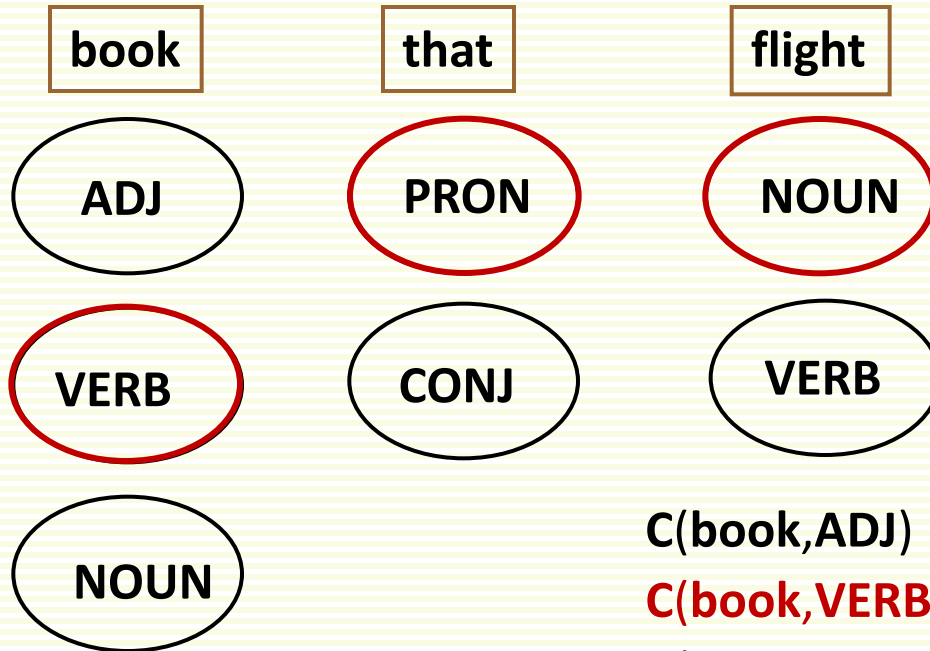 book that flight
ADJ PRON NOUN
VERB CONJ VERB
NOUN
C(book,ADJ)
C(book,VERB